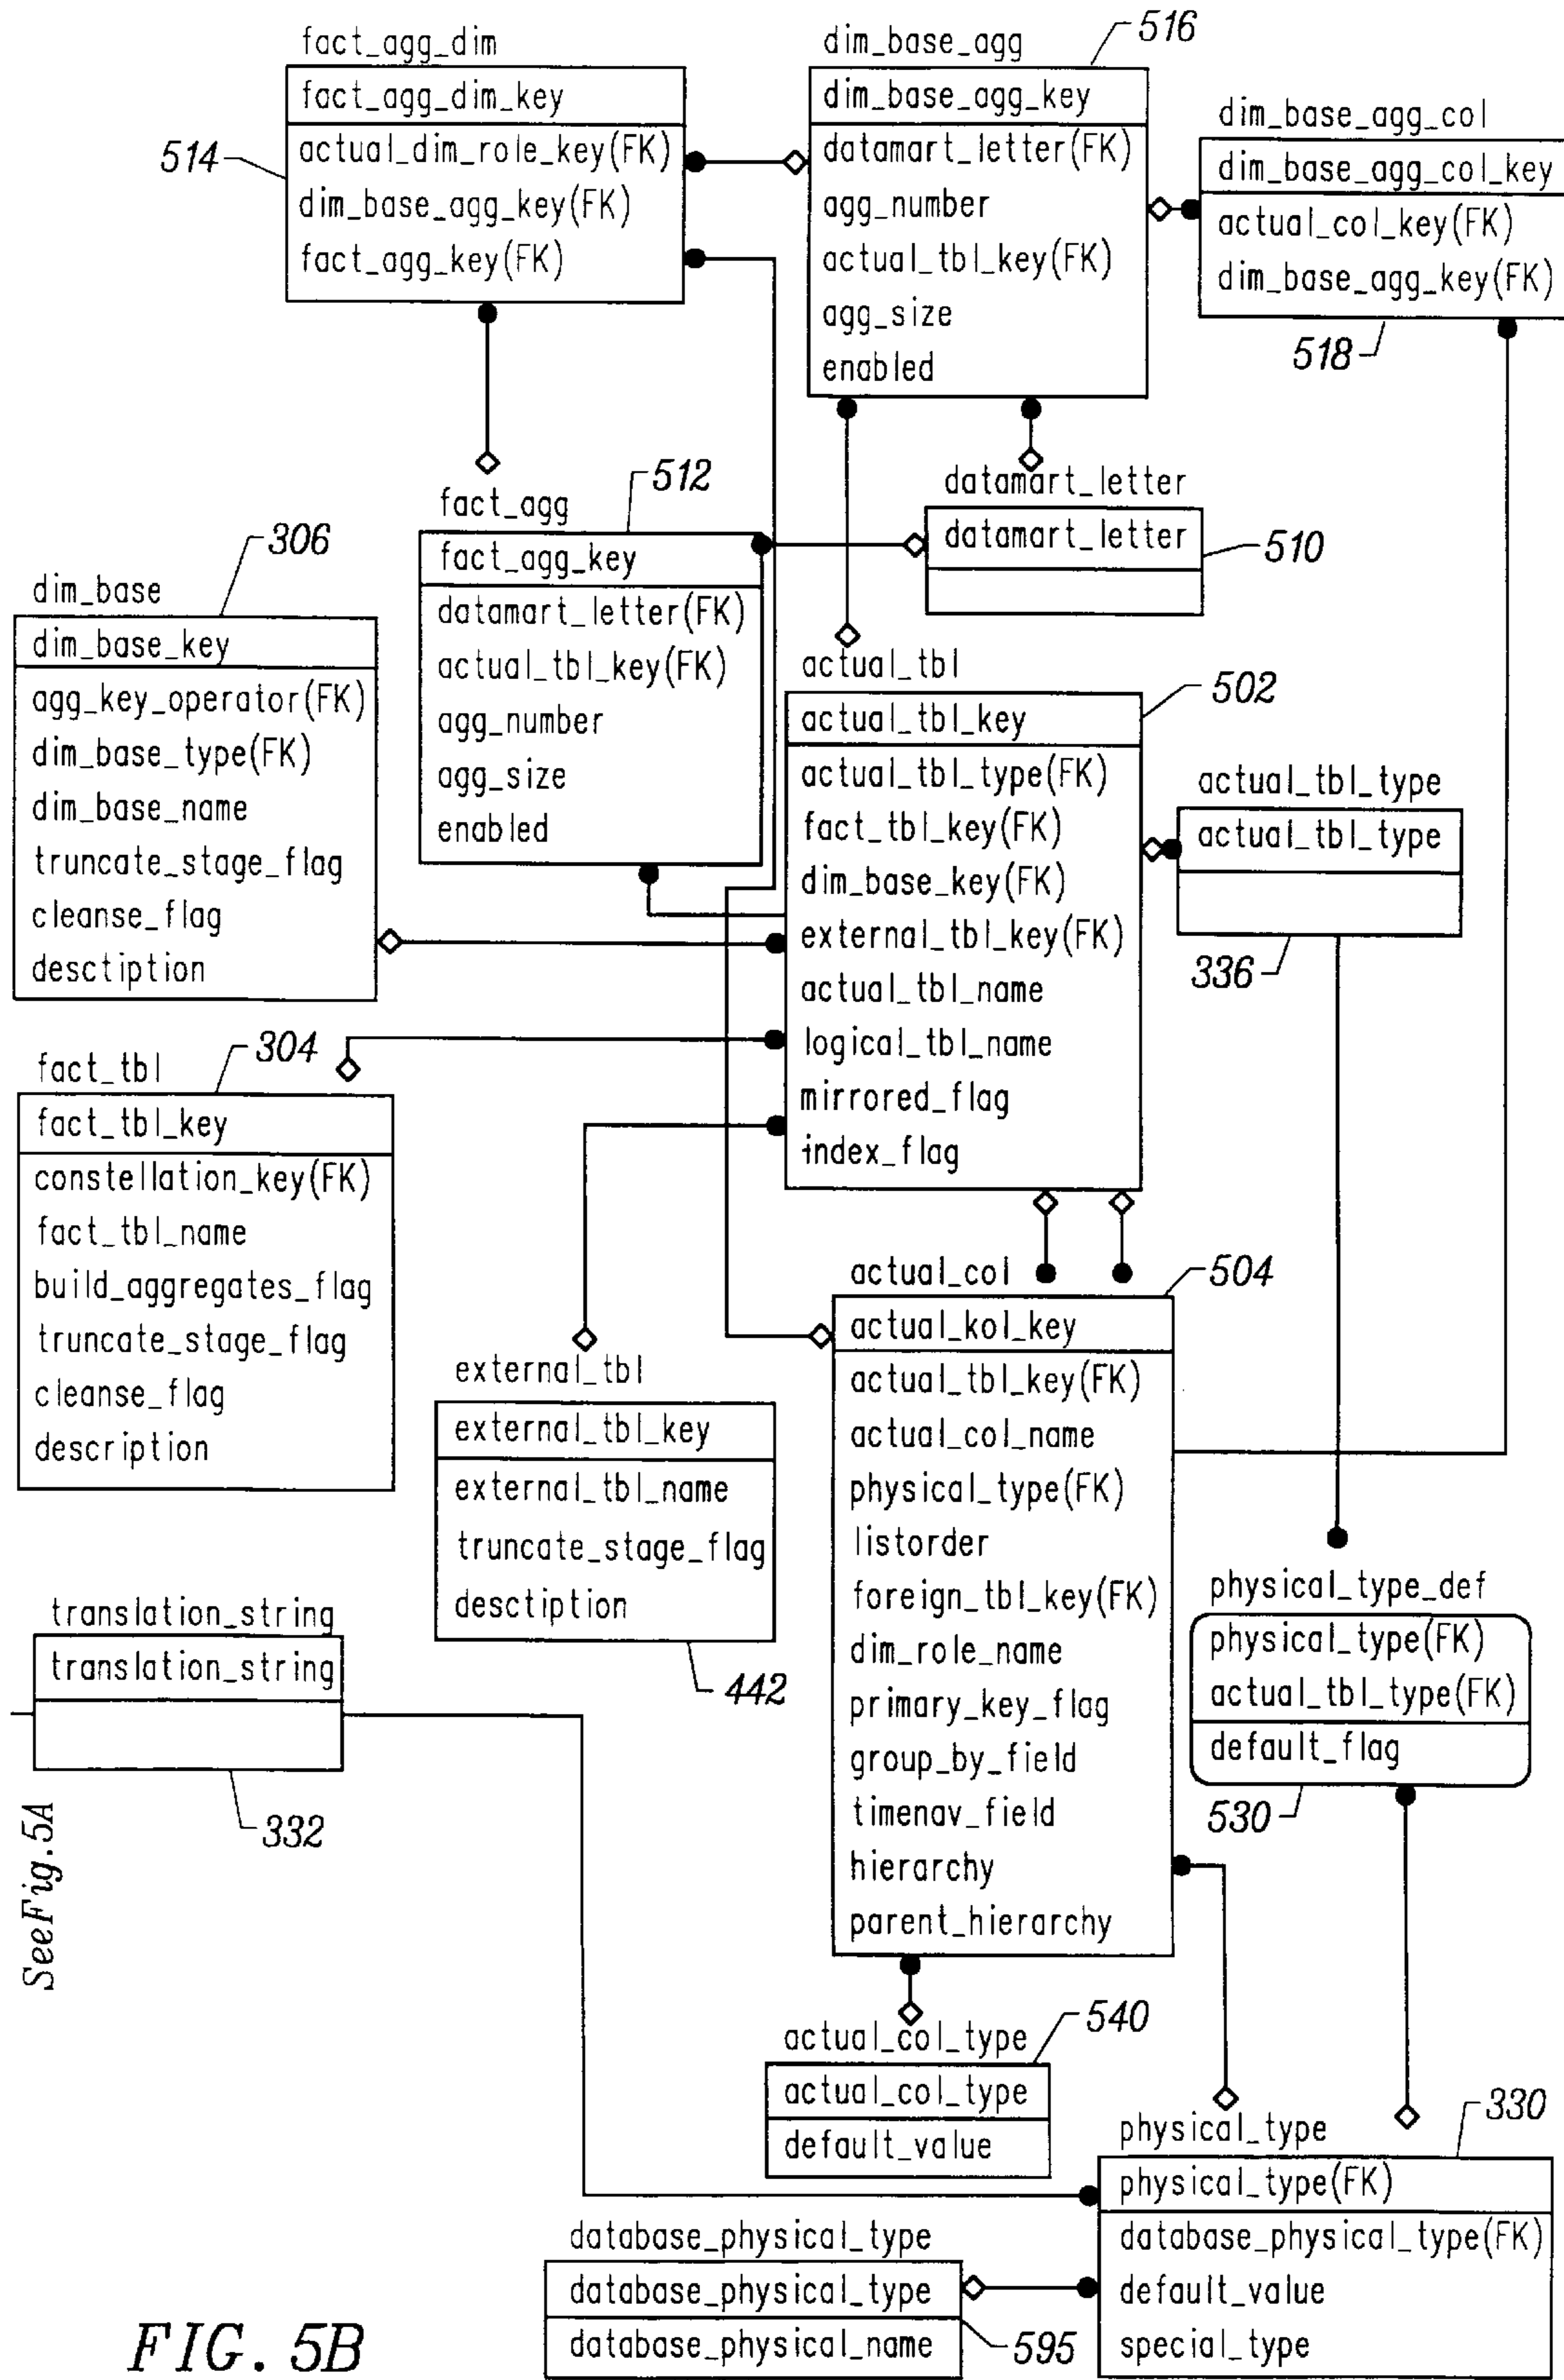 fact_agg_dim
fact_agg_dim_key
actual_dim_role_key(FK)
dim_base_agg_key(FK)
fact_agg_key(FK)
514
dim_base_agg
516
dim_base_agg_key
datamart_letter(FK)
agg_number
actual_tbl_key(FK)
agg_size
enabled
dim_base_agg_col
dim_base_agg_col_key
actual_col_key(FK)
dim_base_agg_key(FK)
518
fact_agg
512
fact_agg_key
datamart_letter(FK)
actual_tbl_key(FK)
agg_number
agg_size
enabled
datamart_letter
datamart_letter
510
dim_base
306
dim_base_key
agg_key_operator(FK)
dim_base_type(FK)
dim_base_name
truncate_stage_flag
cleanse_flag
desctiption
actual_tbl
502
actual_tbl_key
actual_tbl_type(FK)
fact_tbl_key(FK)
dim_base_key(FK)
external_tbl_key(FK)
actual_tbl_name
logical_tbl_name
mirrored_flag
index_flag
actual_tbl_type
actual_tbl_type
336
fact_tbl
304
fact_tbl_key
constellation_key(FK)
fact_tbl_name
build_aggregates_flag
truncate_stage_flag
cleanse_flag
description
external_tbl
external_tbl_key
external_tbl_name
truncate_stage_flag
desctiption
442
actual_col
504
actual_kol_key
actual_tbl_key(FK)
actual_col_name
physical_type(FK)
listorder
foreign_tbl_key(FK)
dim_role_name
primary_key_flag
group_by_field
timenav_field
hierarchy
parent_hierarchy
physical_type_def
physical_type(FK)
actual_tbl_type(FK)
default_flag
530
translation_string
translation_string
332
SeeFig.5A
actual_col_type
540
actual_col_type
default_value
physical_type
330
physical_type(FK)
database_physical_type(FK)
default_value
special_type
database_physical_type
database_physical_type
database_physical_name
595
FIG. 5B